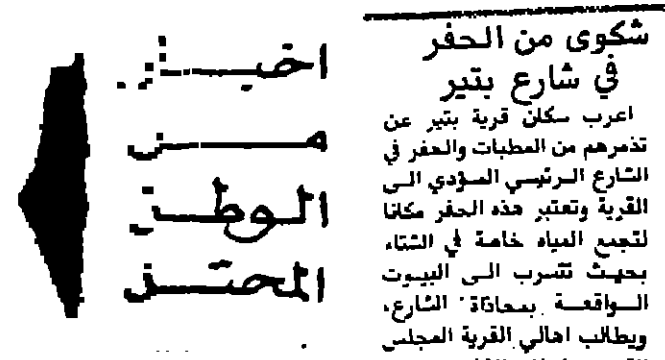 شكوى من الحفر
في شارع بتير
اعرب سكان قرية بتير عن
تذمرهم من المطبات والحفر في
الشارع الرئيسي المؤدي الى
القرية وتعتبر هذه الحفر مكانا
لتجمع المياه خاصة في الشتاء
بحيث تتسرب الى البيوت
الواقعة بمحاذاة الشارع،
ويطالب اهالي القرية المجلس
اخبار
من
الوطن
المحتل